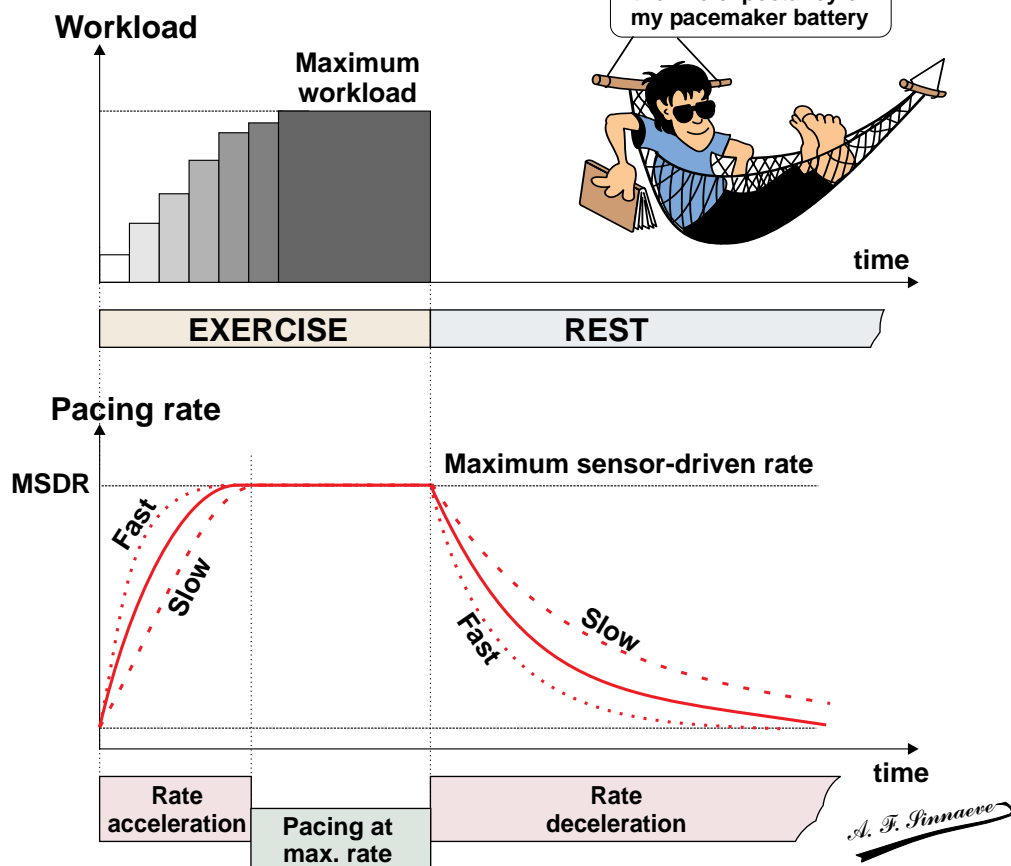 my pacemaker battery
Workload
Maximum
workload
time
EXERCISE
REST
Pacing rate
MSDR
Maximum sensor-driven rate
Fast
Slow
Fast
Slow
time
Rate
acceleration
Pacing at
max. rate
Rate
deceleration
A. F. Sinnaeve